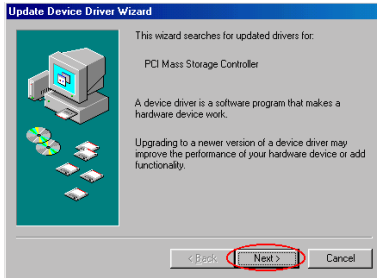 Update Device Driver Wizard
This wizard searches for updated drivers for:
PCI Mass Storage Controller
A device driver is a software program that makes a
hardware device work.
Upgrading to a newer version of a device driver may
improve the performance of your hardware device or add
functionality.
< Back
Next >
Cancel